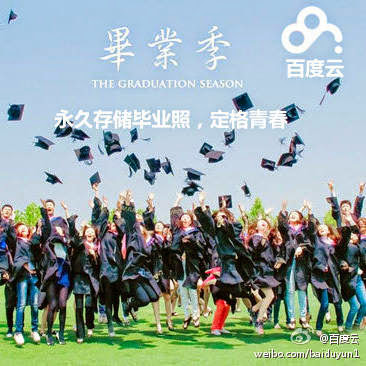 畢業季
THE GRADUATION SEASON
百度云
永久存储毕业照，定格青春
@百度云
weibo.com/baiduyun1